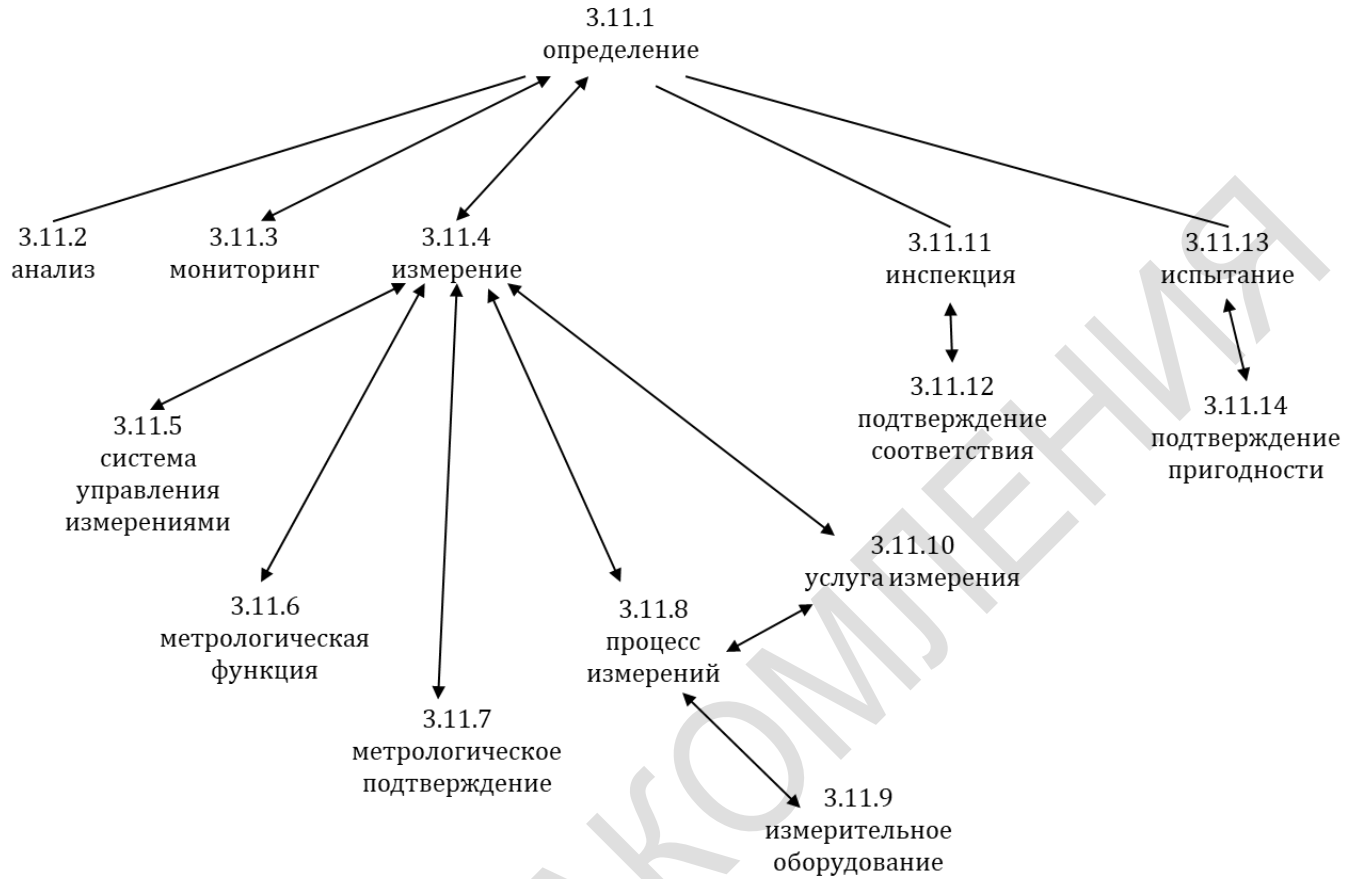 3.11.1
определение
3.11.2
анализ
3.11.3
мониторинг
3.11.4
измерение
3.11.11
инспекция
3.11.13
испытание
3.11.5
система
управления
измерениями
3.11.12
подтверждение
соответствия
3.11.14
подтверждение
пригодности
3.11.6
метрологическая
функция
3.11.7
метрологическое
подтверждение
3.11.8
процесс
измерений
3.11.10
услуга измерения
3.11.9
измерительное
оборудование
АКОМЛЕНИЯ